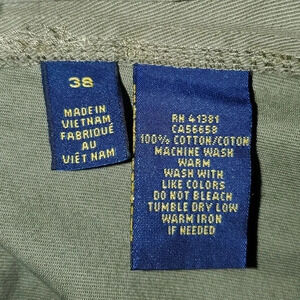 38
MADE IN
VIETNAM
FABRIQUÉ
AU
VIÊT NAM
RN 41381
CA56658
100% COTTON/COTON
MACHINE WASH
WARM
WASH WITH
LIKE COLORS
DO NOT BLEACH
TUMBLE DRY LOW
WARM IRON
IF NEEDED